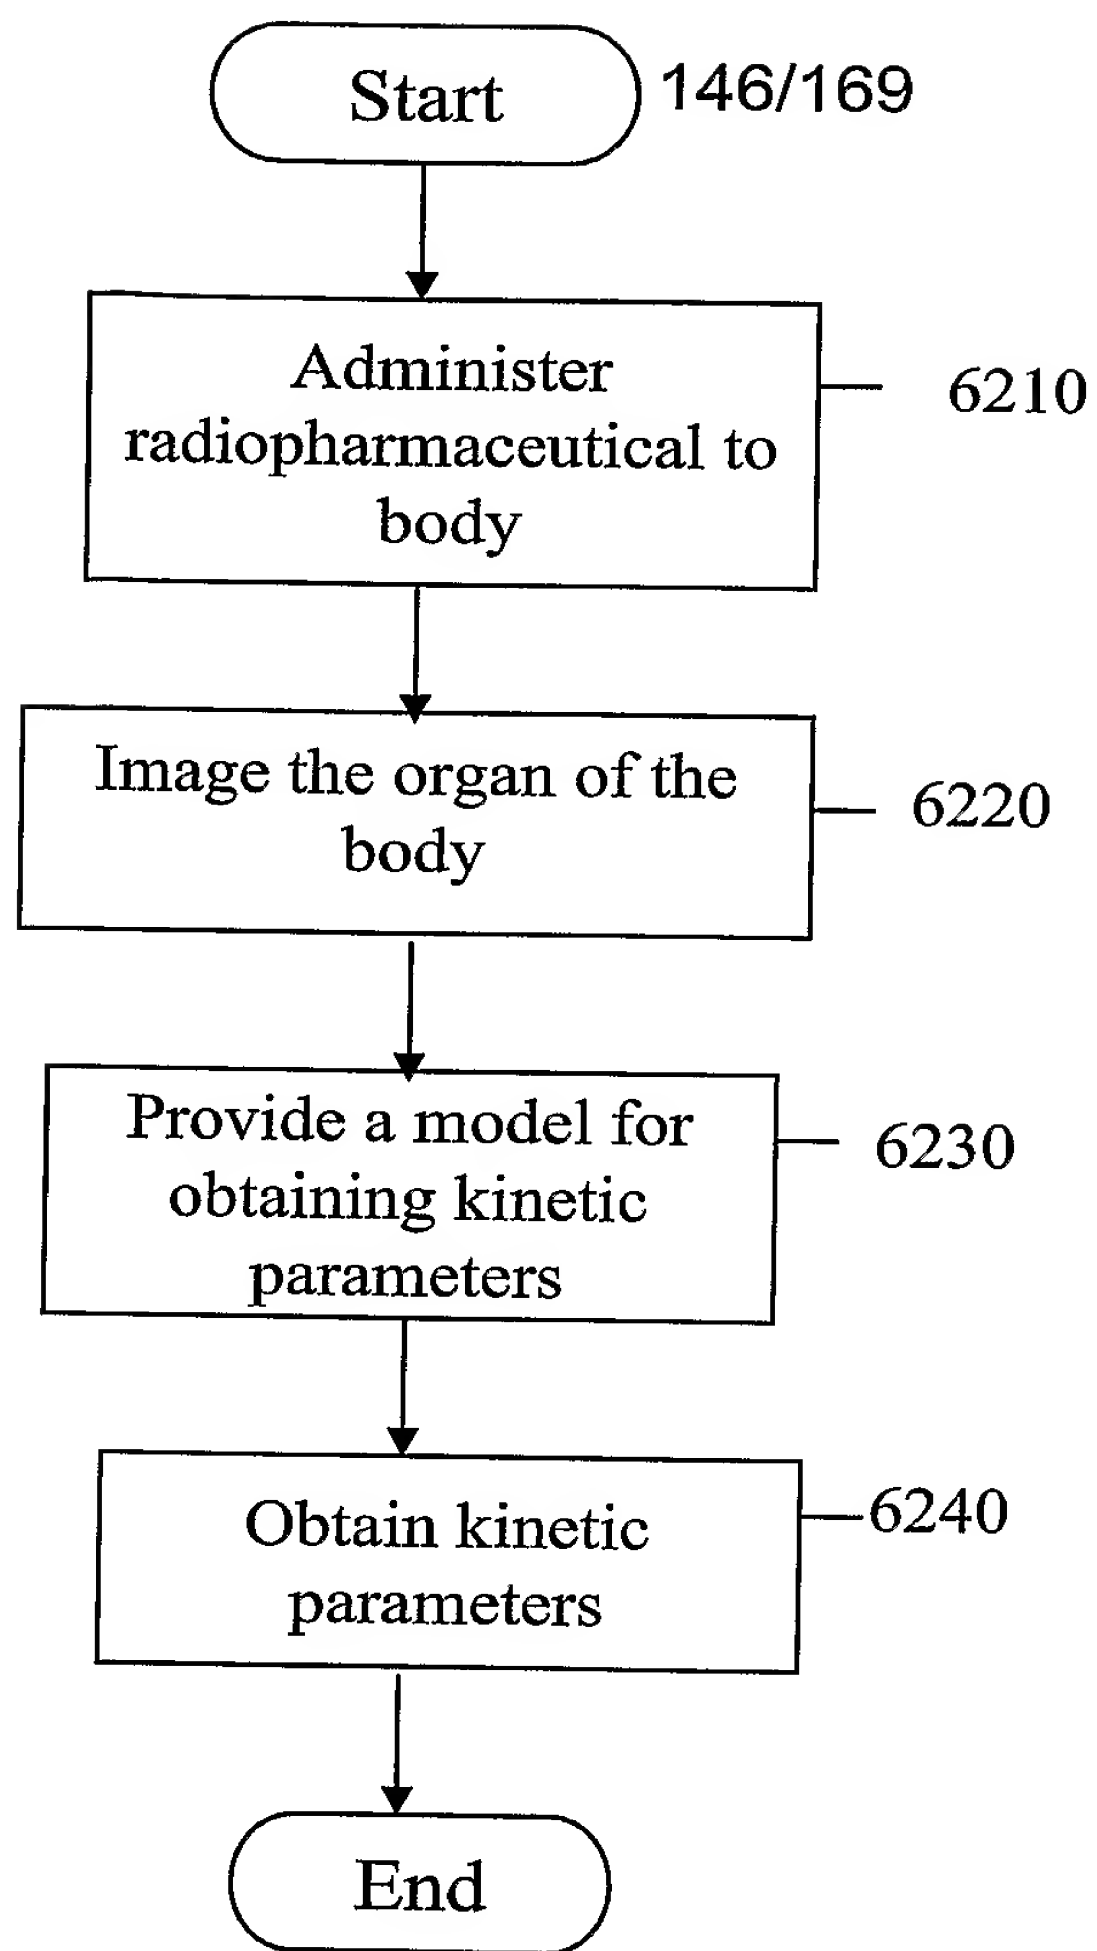 Start
146/169
Administer
radiopharmaceutical to
body
6210
Image the organ of the
body
6220
Provide a model for
obtaining kinetic
parameters
6230
Obtain kinetic
parameters
6240
End